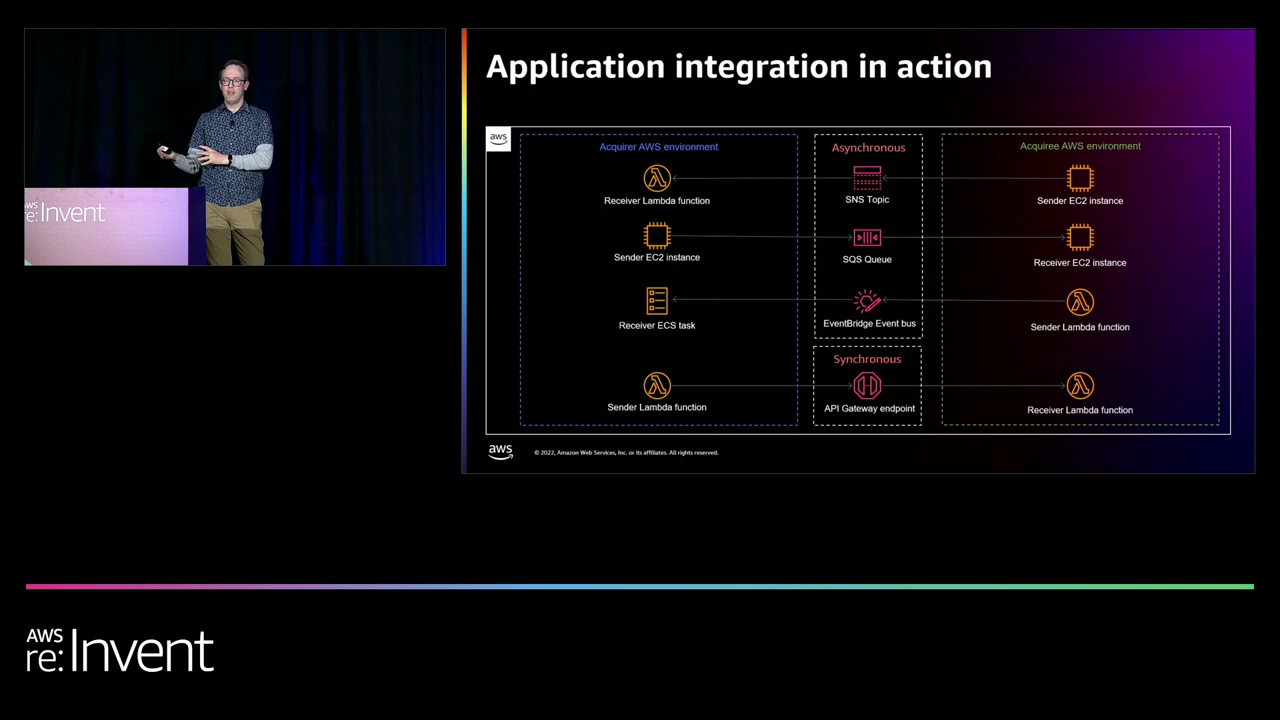 Application integration in action
aws
Acquirer AWS environment
Asynchronous
Acquiree AWS environment
Receiver Lambda function
SNS Topic
Sender EC2 instance
Sender EC2 instance
SQS Queue
Receiver EC2 instance
Receiver ECS task
EventBridge Event bus
Sender Lambda function
Synchronous
Sender Lambda function
API Gateway endpoint
Receiver Lambda function
aws
© 2022, Amazon Web Services, Inc. or its affiliates. All rights reserved.
re:Invent
AWS
re:Invent